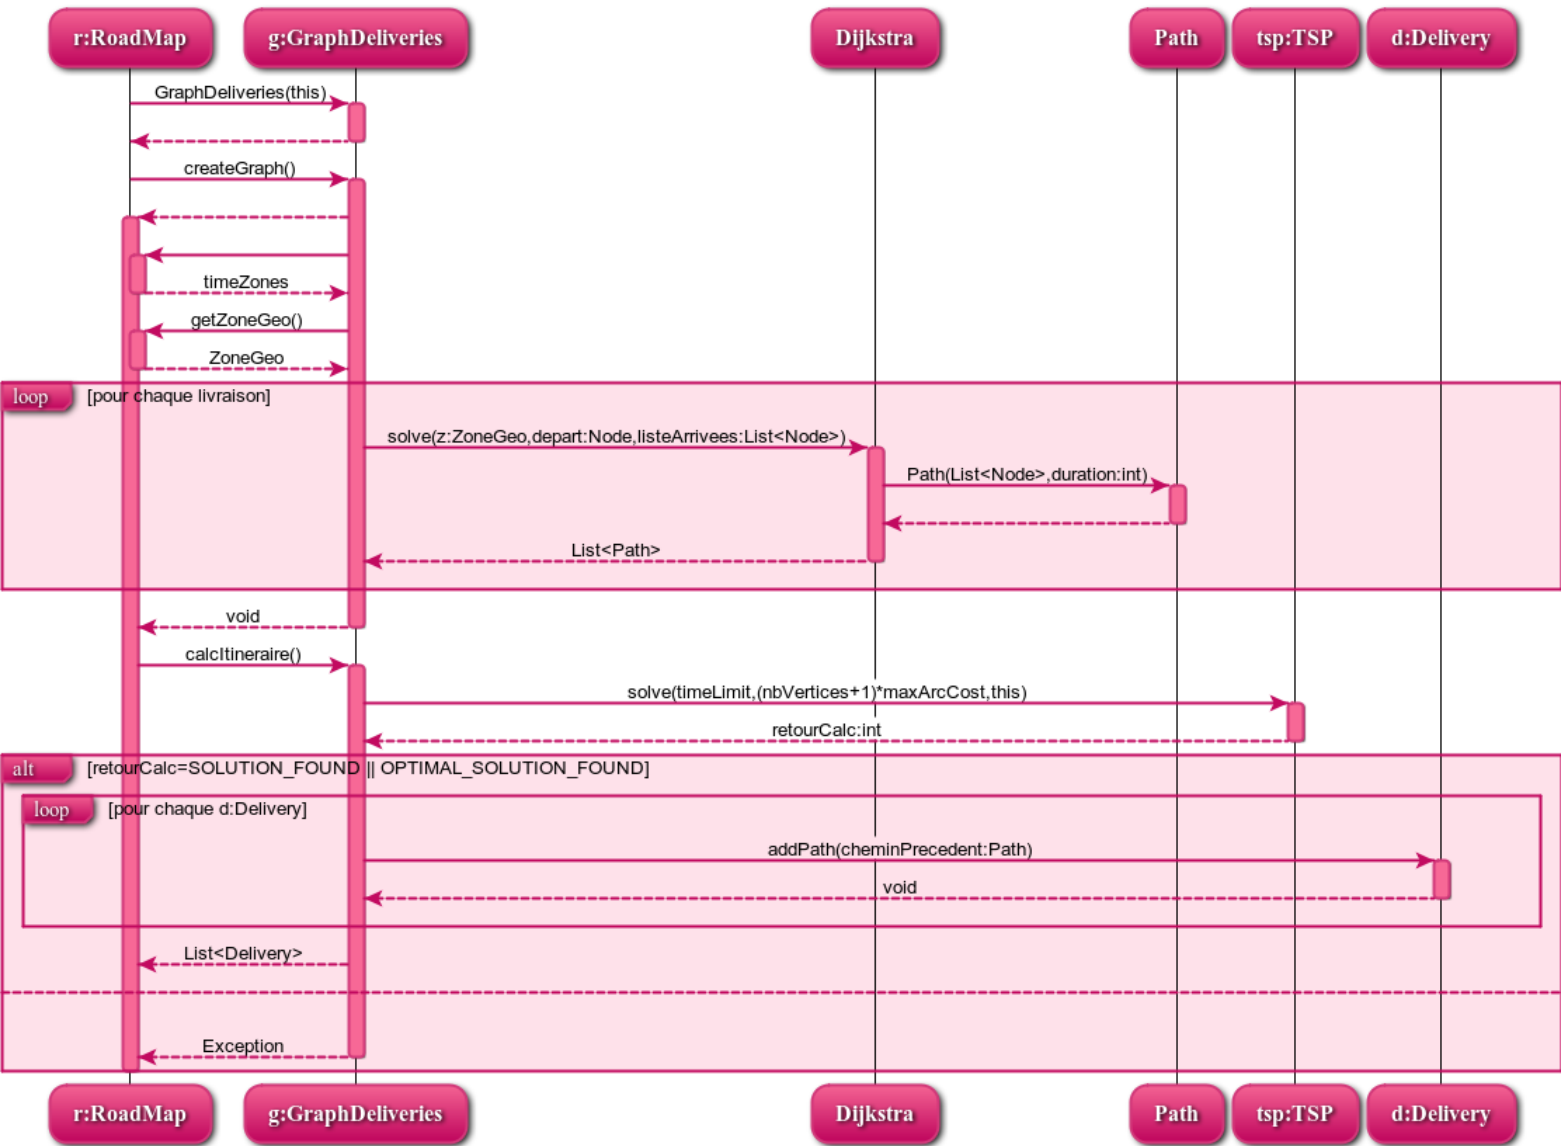 r:RoadMap g:GraphDeliveries Dijkstra Path tsp:TSP d:Delivery
GraphDeliveries(this)
createGraph()
timeZones
getZoneGeo()
ZoneGeo
loop [pour chaque livraison]
solve(z:ZoneGeo,depart:Node,listeArrivees:List<Node>)
Path(List<Node>,duration:int)
List<Path>
void
calcItineraire()
solve(timeLimit,(nbVertices+1)*maxArcCost,this)
retourCalc:int
alt [retourCalc=SOLUTION_FOUND || OPTIMAL_SOLUTION_FOUND]
loop [pour chaque d:Delivery]
addPath(cheminPrecedent:Path)
void
List<Delivery>
Exception
r:RoadMap g:GraphDeliveries Dijkstra Path tsp:TSP d:Delivery